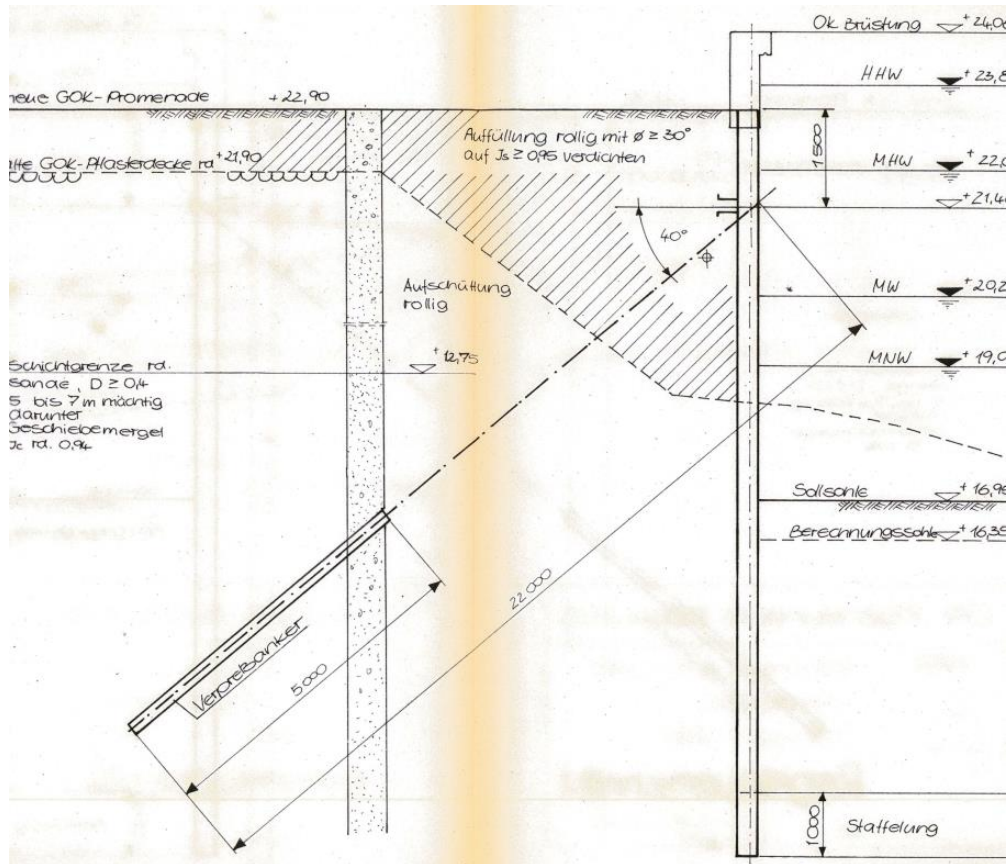 OK Brüstung + 24,0
HHW + 23,8
neue GOK-Promenade +22,90
Auffüllung rollig mit ø ≥ 30°
auf Js ≥ 0,95 verdichten
alte GOK-Pflasterdecke rd +21,90
1500
MHW + 22,
+ 21,4
40°
Aufschüttung
rollig
MW + 20,2
MNW + 19,0
+ 12,75
Schichtgrenze rd.
Sande, D ≥ 0,4
5 bis 7 m mächtig
darunter
Geschiebemergel
Jc rd. 0,94
Sollsohle + 16,9
Berechnungssohle + 16,35
22 000
5000
Verpreßanker
1000
Staffelung